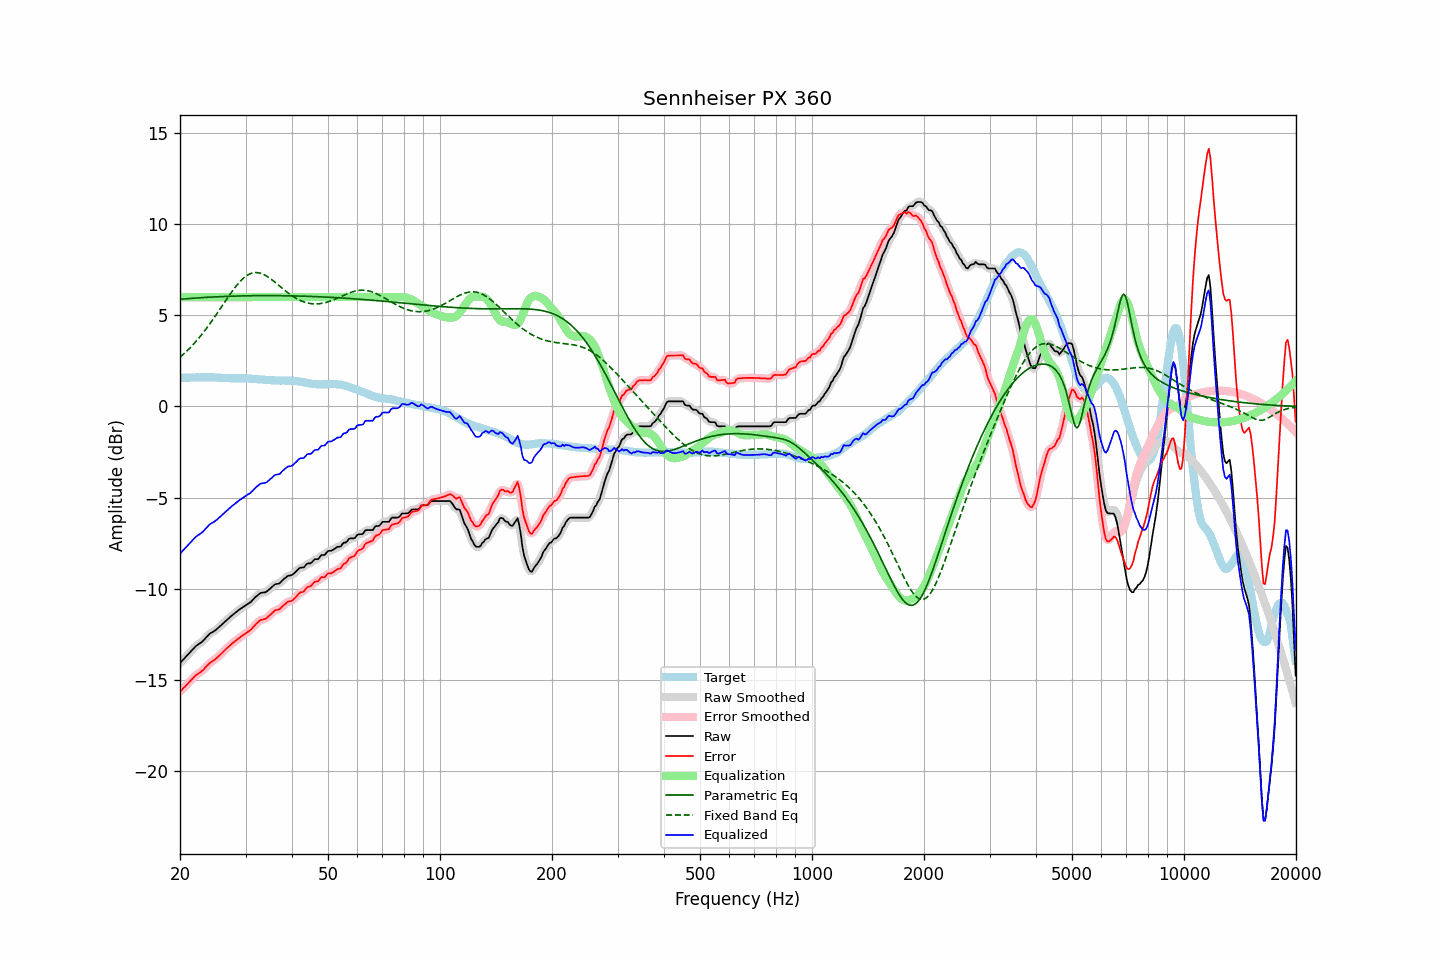 Sennheiser PX 360
Amplitude (dBr)
15
10
5
0
−5
−10
−15
−20
Target
Raw Smoothed
Error Smoothed
Raw
Error
Equalization
Parametric Eq
Fixed Band Eq
Equalized
20 50 100 200 500 1000 2000 5000 10000 20000
Frequency (Hz)